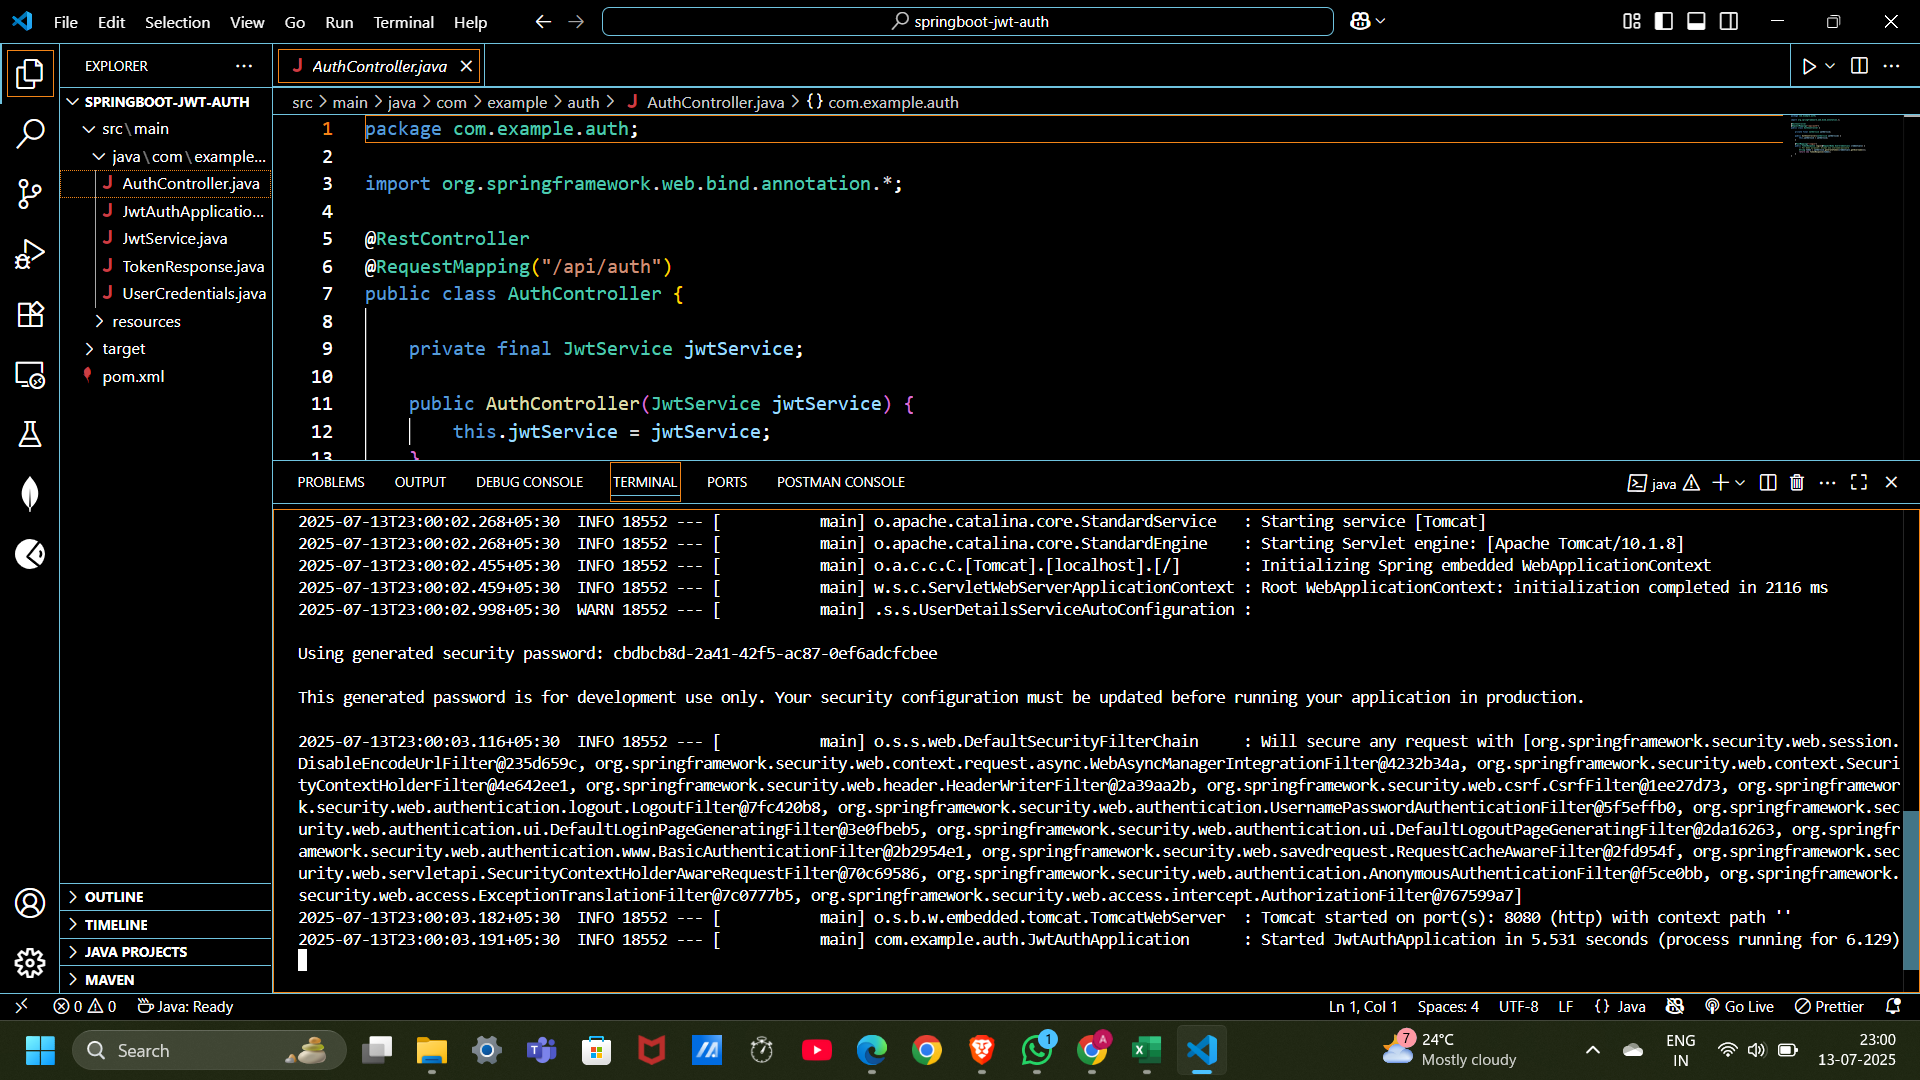 File Edit Selection View Go Run Terminal Help
springboot-jwt-auth
EXPLORER
SPRINGBOOT-JWT-AUTH
src\main
java\com\example...
AuthController.java
JwtAuthApplicatio...
JwtService.java
TokenResponse.java
UserCredentials.java
resources
target
pom.xml
OUTLINE
TIMELINE
JAVA PROJECTS
MAVEN
AuthController.java
src > main > java > com > example > auth > AuthController.java > {} com.example.auth
1 package com.example.auth;
2
3 import org.springframework.web.bind.annotation.*;
4
5 @RestController
6 @RequestMapping("/api/auth")
7 public class AuthController {
8
9 private final JwtService jwtService;
10
11 public AuthController(JwtService jwtService) {
12 this.jwtService = jwtService;
13 }
PROBLEMS OUTPUT DEBUG CONSOLE TERMINAL PORTS POSTMAN CONSOLE
java
2025-07-13T23:00:02.268+05:30  INFO 18552 --- [           main] o.apache.catalina.core.StandardService   : Starting service [Tomcat]
2025-07-13T23:00:02.268+05:30  INFO 18552 --- [           main] o.apache.catalina.core.StandardEngine    : Starting Servlet engine: [Apache Tomcat/10.1.8]
2025-07-13T23:00:02.455+05:30  INFO 18552 --- [           main] o.a.c.c.C.[Tomcat].[localhost].[/]       : Initializing Spring embedded WebApplicationContext
2025-07-13T23:00:02.459+05:30  INFO 18552 --- [           main] w.s.c.ServletWebServerApplicationContext : Root WebApplicationContext: initialization completed in 2116 ms
2025-07-13T23:00:02.998+05:30  WARN 18552 --- [           main] .s.s.UserDetailsServiceAutoConfiguration :
Using generated security password: cbdbcb8d-2a41-42f5-ac87-0ef6adcfcbee
This generated password is for development use only. Your security configuration must be updated before running your application in production.
2025-07-13T23:00:03.116+05:30  INFO 18552 --- [           main] o.s.s.web.DefaultSecurityFilterChain     : Will secure any request with [org.springframework.security.web.session.
DisableEncodeUrlFilter@235d659c, org.springframework.security.web.context.request.async.WebAsyncManagerIntegrationFilter@4232b34a, org.springframework.security.web.context.Securi
tyContextHolderFilter@4e642ee1, org.springframework.security.web.header.HeaderWriterFilter@2a39aa2b, org.springframework.security.web.csrf.CsrfFilter@1ee27d73, org.springframewor
k.security.web.authentication.logout.LogoutFilter@7fc420b8, org.springframework.security.web.authentication.UsernamePasswordAuthenticationFilter@5f5effb0, org.springframework.sec
urity.web.authentication.ui.DefaultLoginPageGeneratingFilter@3e0fbeb5, org.springframework.security.web.authentication.ui.DefaultLogoutPageGeneratingFilter@2da16263, org.springfr
amework.security.web.authentication.www.BasicAuthenticationFilter@2b2954e1, org.springframework.security.web.savedrequest.RequestCacheAwareFilter@2fd954f, org.springframework.sec
urity.web.servletapi.SecurityContextHolderAwareRequestFilter@70c69586, org.springframework.security.web.authentication.AnonymousAuthenticationFilter@f5ce0bb, org.springframework.
security.web.access.ExceptionTranslationFilter@7c0777b5, org.springframework.security.web.access.intercept.AuthorizationFilter@767599a7]
2025-07-13T23:00:03.182+05:30  INFO 18552 --- [           main] o.s.b.w.embedded.tomcat.TomcatWebServer  : Tomcat started on port(s): 8080 (http) with context path ''
2025-07-13T23:00:03.191+05:30  INFO 18552 --- [           main] com.example.auth.JwtAuthApplication      : Started JwtAuthApplication in 5.531 seconds (process running for 6.129)
0 0 Java: Ready
Ln 1, Col 1 Spaces: 4 UTF-8 LF {} Java Go Live Prettier
Search
7
24°C
Mostly cloudy
1
A
ENG
IN
23:00
13-07-2025